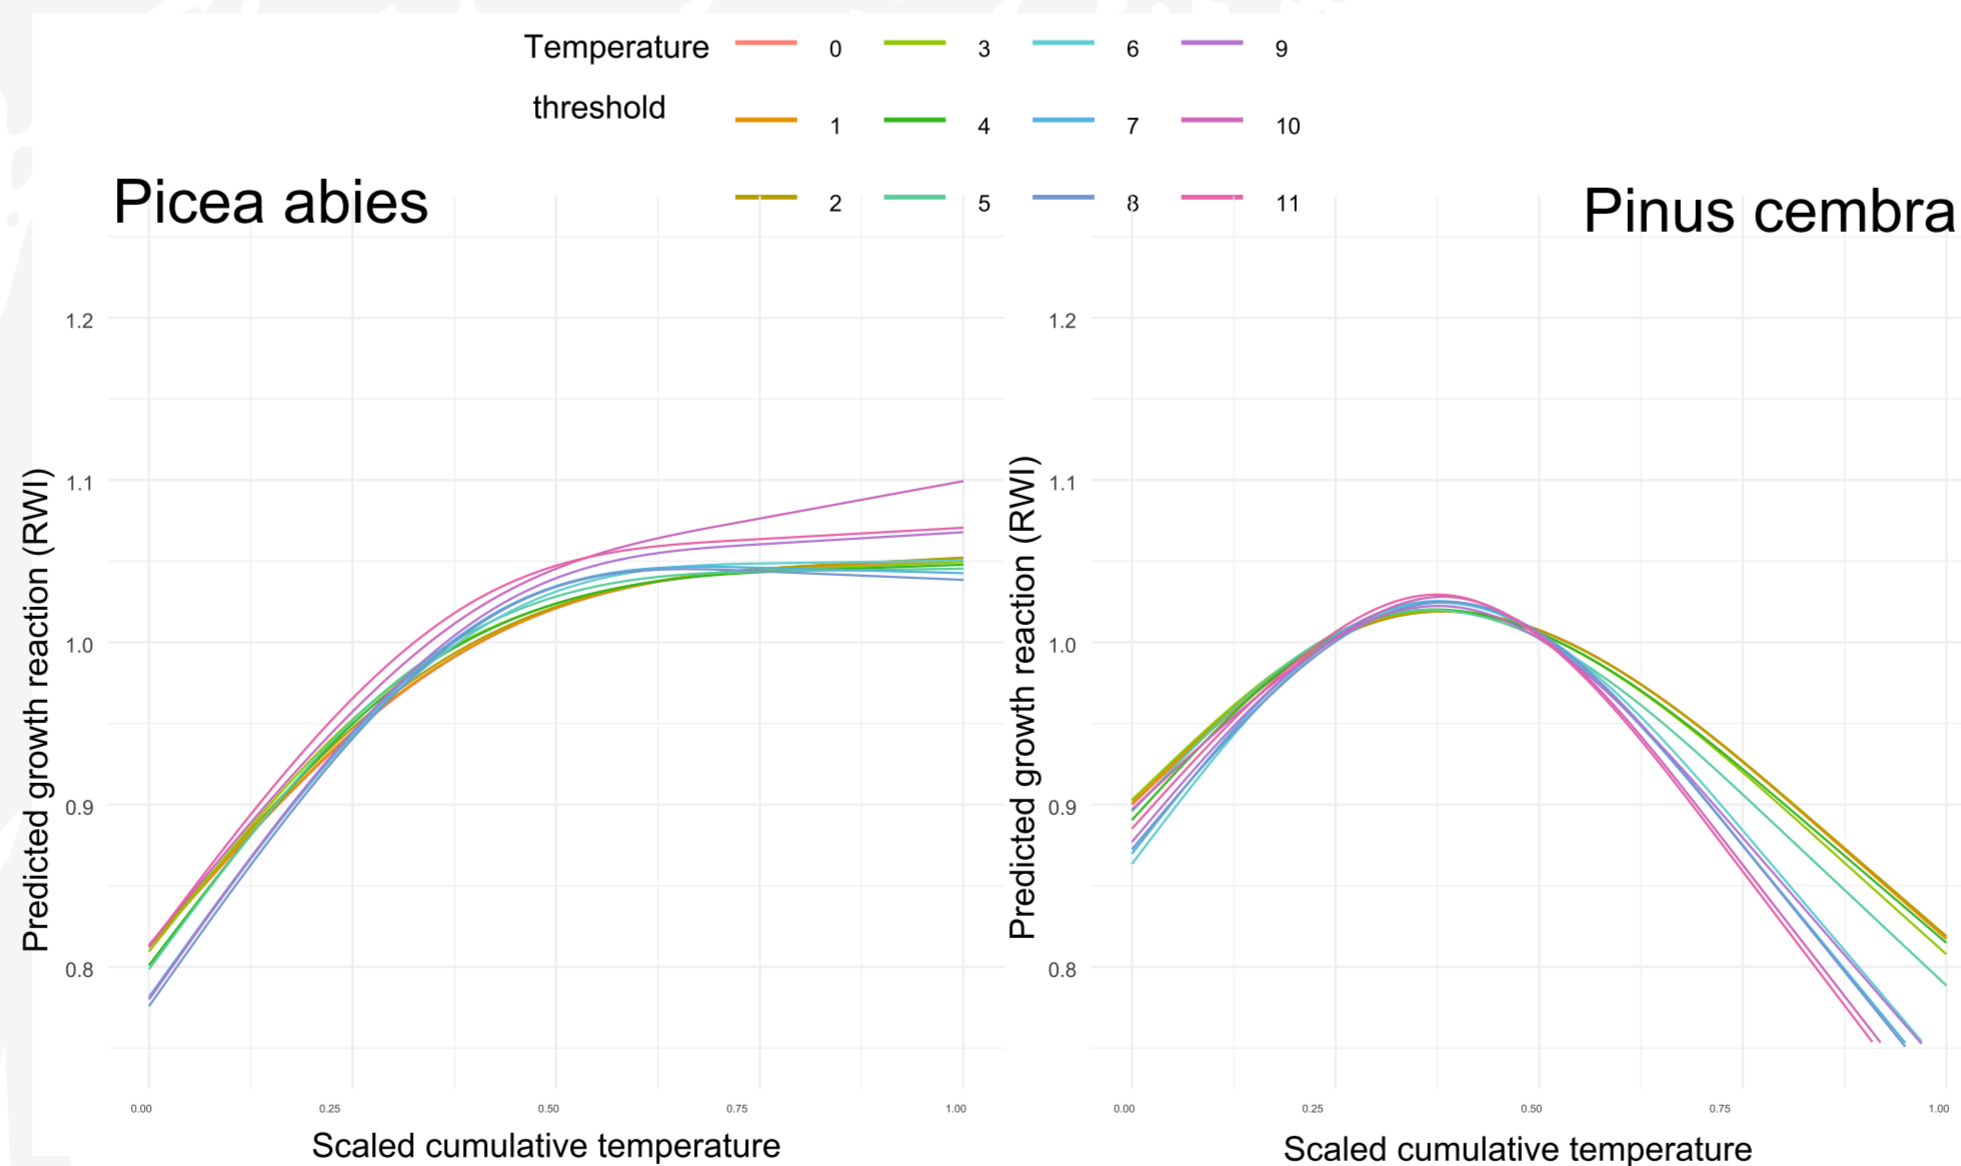 Temperature 0 3 6 9
threshold
1 4 7 10
2 5 8 11
Picea abies
Pinus cembra
Predicted growth reaction (RWI)
1.2
1.1
1.0
0.9
0.8
0.00 0.25 0.50 0.75 1.00
Scaled cumulative temperature
Predicted growth reaction (RWI)
1.2
1.1
1.0
0.9
0.8
0.00 0.25 0.50 0.75 1.00
Scaled cumulative temperature